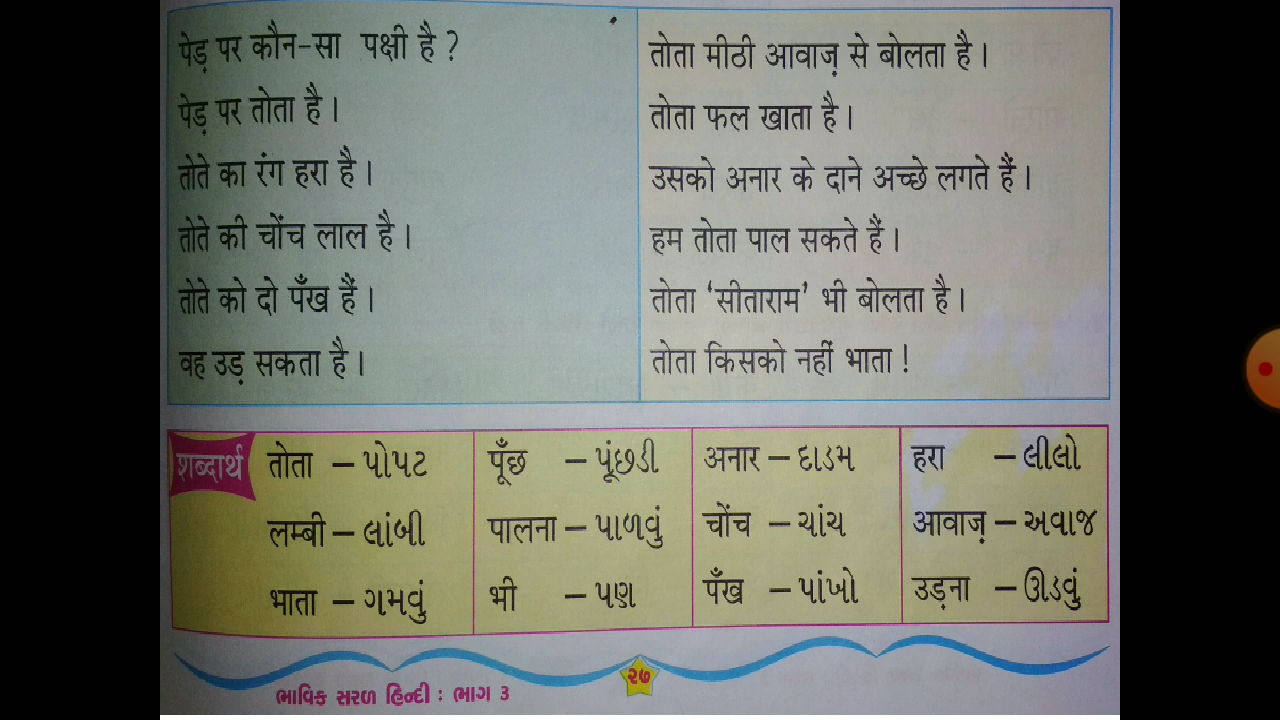 पेड़ पर कौन-सा पक्षी है ?
पेड़ पर तोता है ।
तोते का रंग हरा है ।
तोते की चोंच लाल है ।
तोते को दो पँख हैं ।
वह उड़ सकता है ।
तोता मीठी आवाज़ से बोलता है ।
तोता फल खाता है ।
उसको अनार के दाने अच्छे लगते हैं ।
हम तोता पाल सकते हैं ।
तोता ‘सीताराम’ भी बोलता है ।
तोता किसको नहीं भाता !
शब्दार्थ
तोता – પોપટ
लम्बी – લાંબી
भाता – ગમવું
पूँछ – પૂંછડી
पालना – પાળવું
भी – પણ
अनार – દાડમ
चोंच – ચાંચ
पँख – પાંખો
हरा – લીલો
आवाज़ – અવાજ
उड़ना – ઊડવું
૨૭
ભાવિક સરળ હિન્દી : ભાગ 3